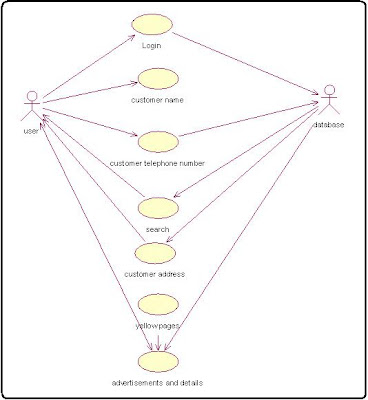 Login
customer name
user
database
customer telephone number
search
customer address
yellowpages
advertisements and details